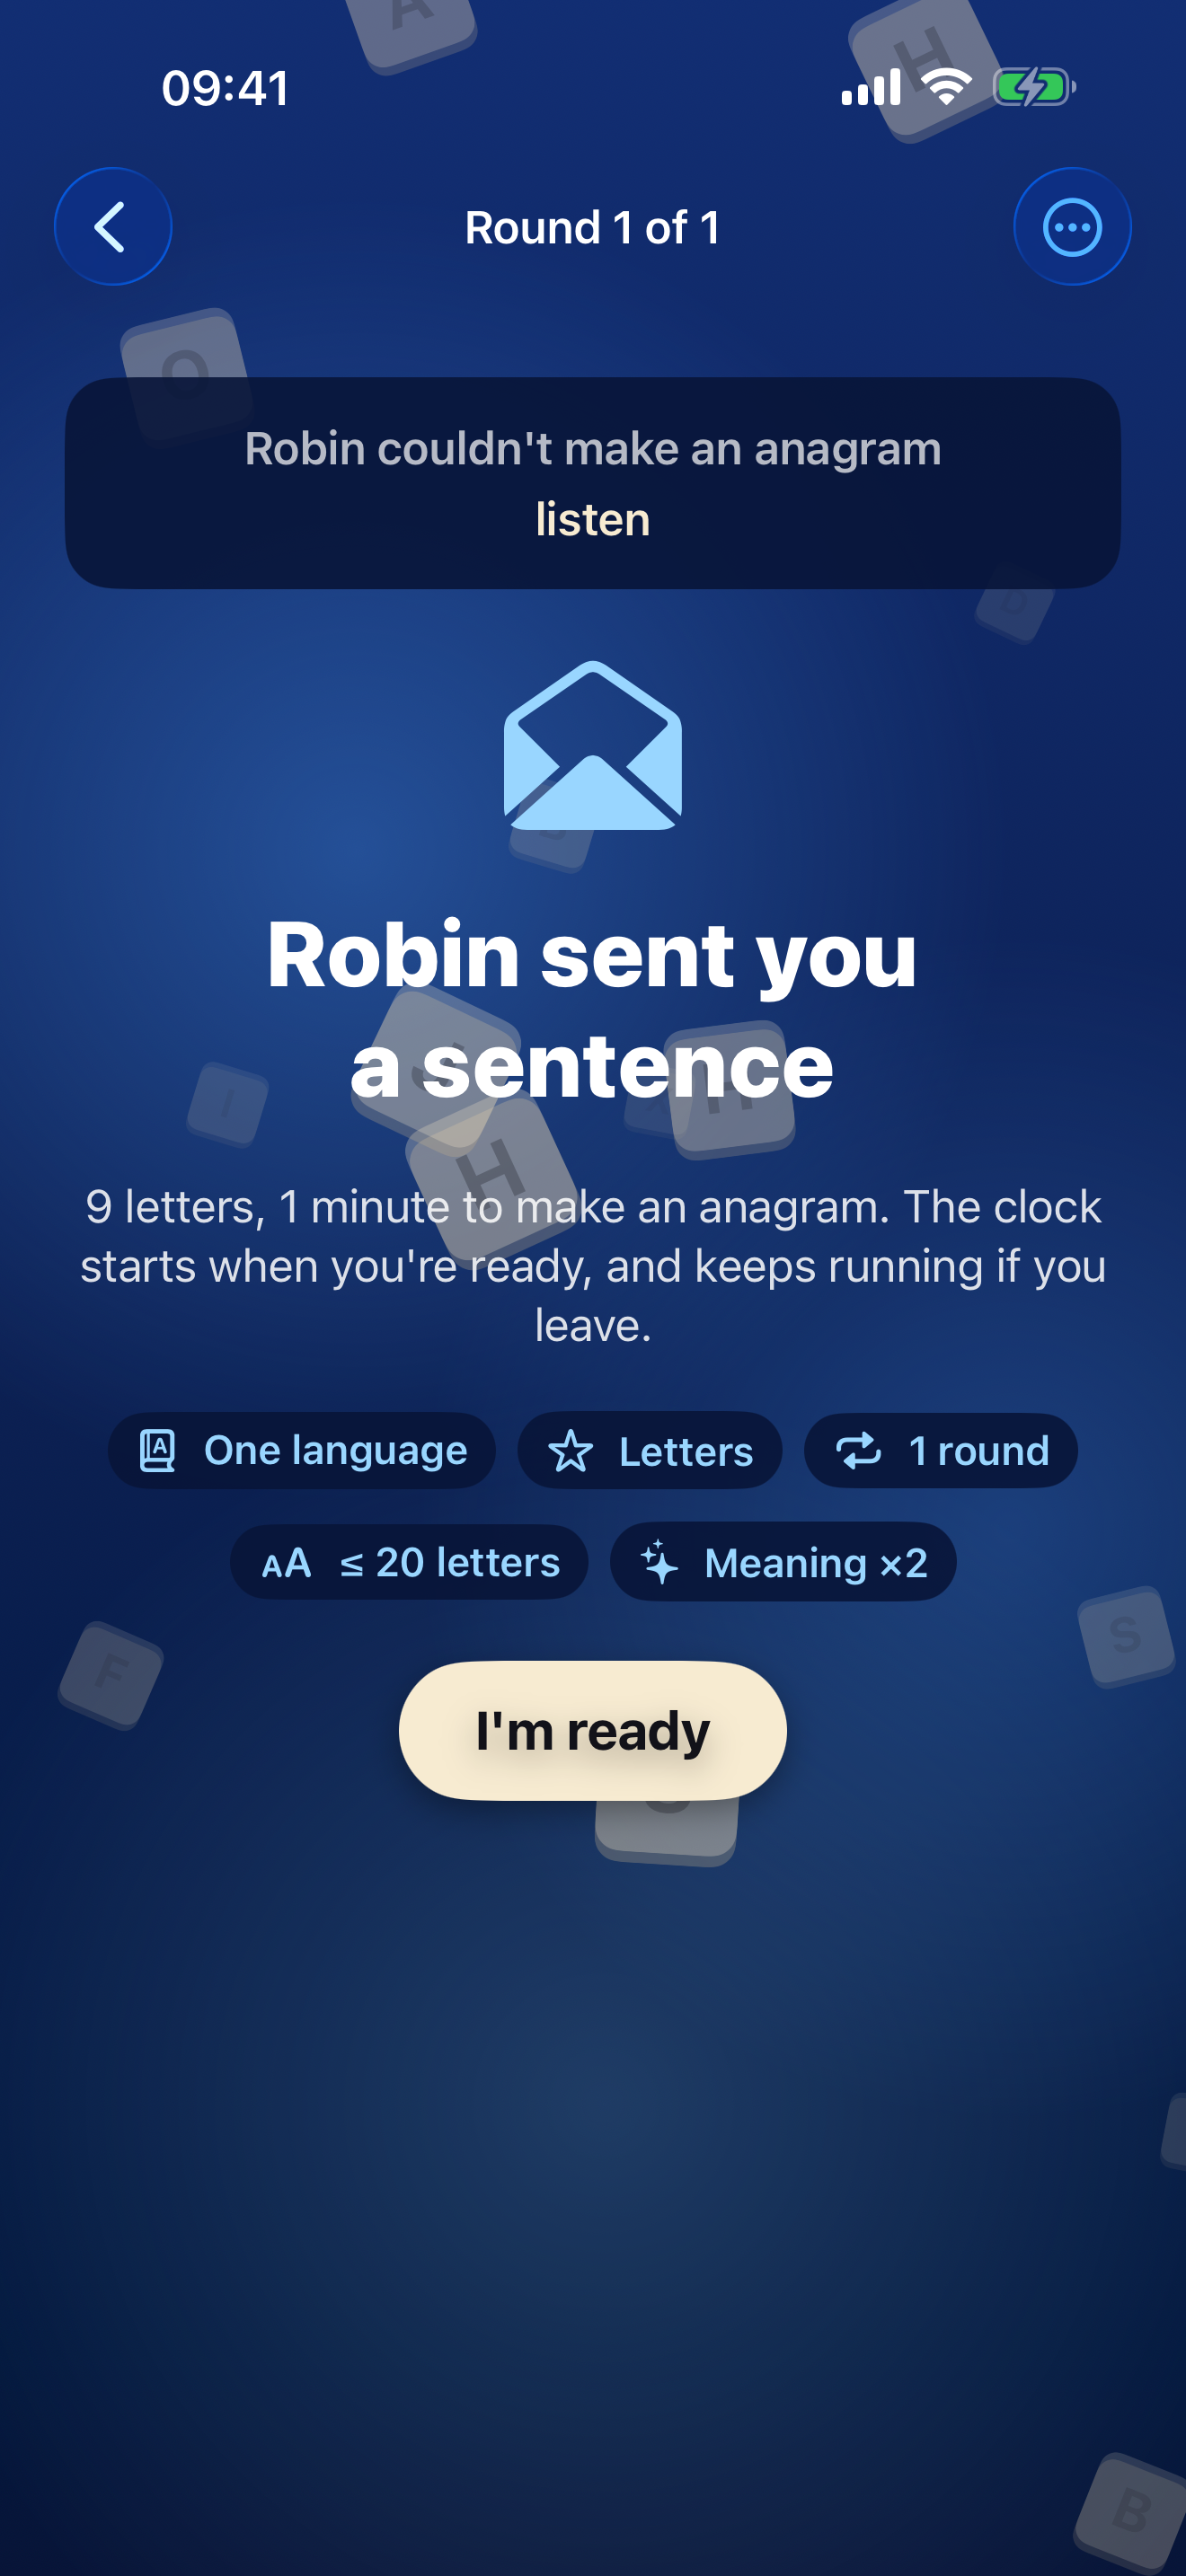 09:41
Round 1 of 1
Robin couldn't make an anagram
listen
Robin sent you
a sentence
9 letters, 1 minute to make an anagram. The clock
starts when you're ready, and keeps running if you
leave.
One language
Letters
1 round
≤ 20 letters
Meaning ×2
I'm ready
A
H
O
D
H
H
F
S
B